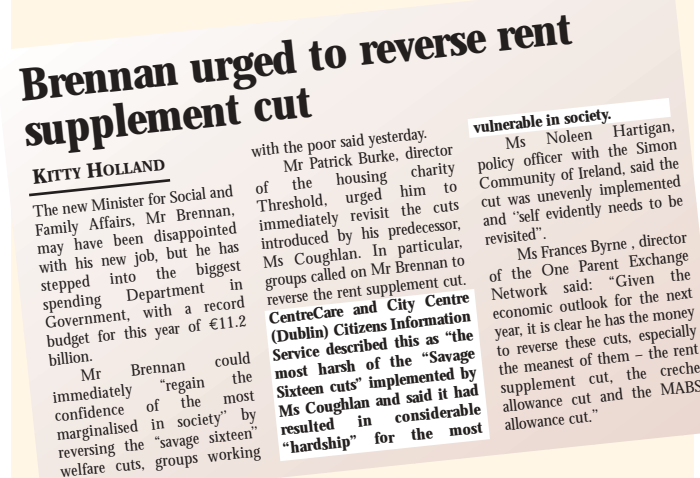 Brennan urged to reverse rent
supplement cut
KITTY HOLLAND
The new Minister for Social and
Family Affairs, Mr Brennan,
may have been disappointed
with his new job, but he has
stepped into the biggest
spending Department in
Government, with a record
budget for this year of €11.2
billion.
Mr Brennan could
immediately "regain the
confidence of the most
marginalised in society" by
reversing the "savage sixteen"
welfare cuts, groups working
with the poor said yesterday.
Mr Patrick Burke, director
of the housing charity
Threshold, urged him to
immediately revisit the cuts
introduced by his predecessor,
Ms Coughlan. In particular,
groups called on Mr Brennan to
reverse the rent supplement cut.
CentreCare and City Centre
(Dublin) Citizens Information
Service described this as "the
most harsh of the "Savage
Sixteen cuts" implemented by
Ms Coughlan and said it had
resulted in considerable
"hardship" for the most
vulnerable in society.
Ms Noleen Hartigan,
policy officer with the Simon
Community of Ireland, said the
cut was unevenly implemented
and "self evidently needs to be
revisited".
Ms Frances Byrne , director
of the One Parent Exchange
Network said: "Given the
economic outlook for the next
year, it is clear he has the money
to reverse these cuts, especially
the meanest of them – the rent
supplement cut, the creche
allowance cut and the MABS
allowance cut."